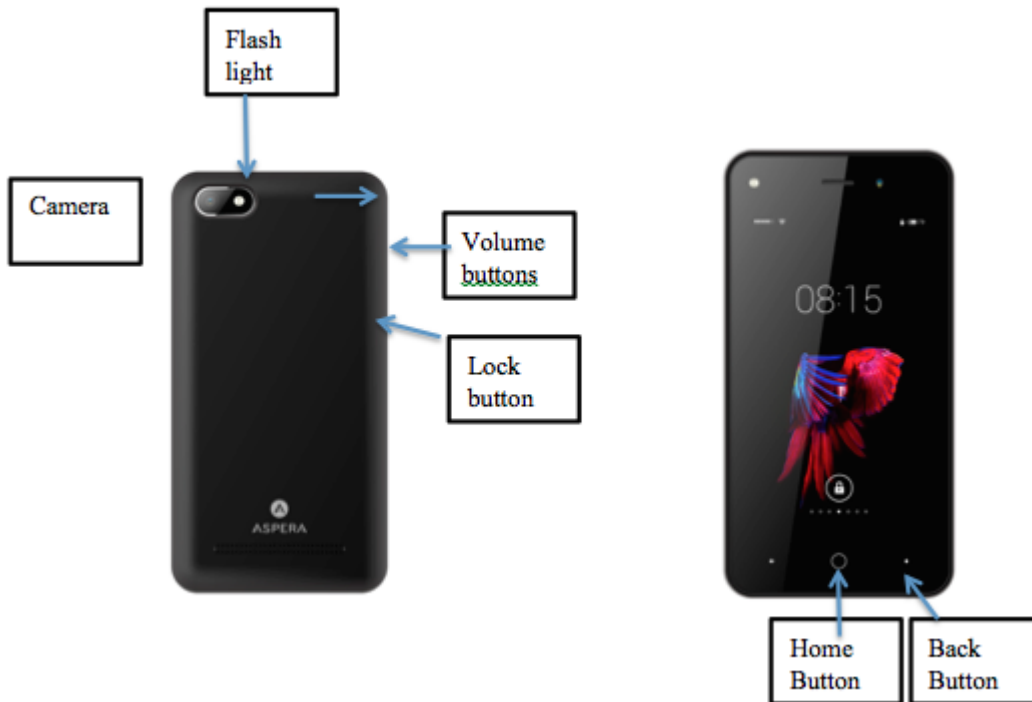 Flash
light
Camera
Volume
buttons
Lock
button
ASPERA
08:15
Home
Button
Back
Button